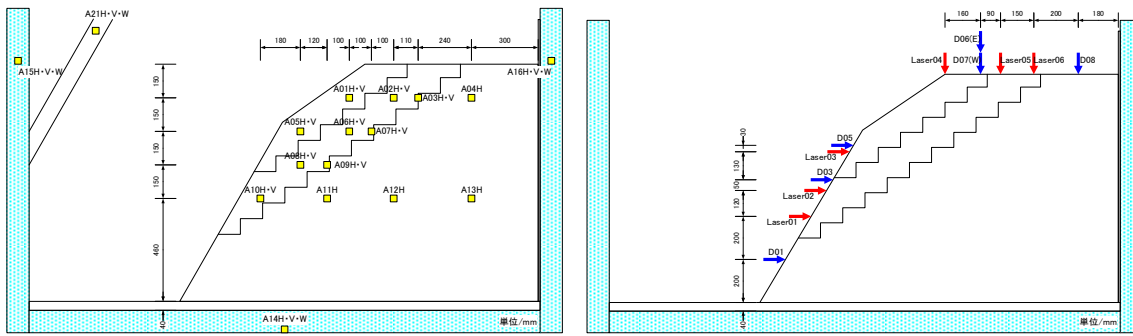 A21H・V・W
180 120 100 100 100 110 240 300
A15H・V・W
A16H・V・W
150
A01H・V A02H・V A04H
A03H・V
150
A05H・V A06H・V A07H・V
150
A08H・V A09H・V
150
A10H・V A11H A12H A13H
460
40
A14H・V・W
単位/mm
160 90 150 200 180
D06(E)
Laser04 D07(W) Laser05 Laser06 D08
30
D05
Laser03
130
D03
50
Laser02
120
Laser01
200
D01
200
40
単位/mm